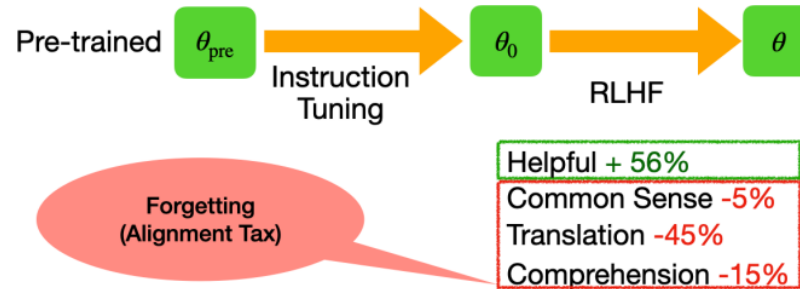 Pre-trained θpre θ0 θ
Instruction
Tuning
RLHF
Helpful + 56%
Common Sense -5%
Translation -45%
Comprehension -15%
Forgetting
(Alignment Tax)